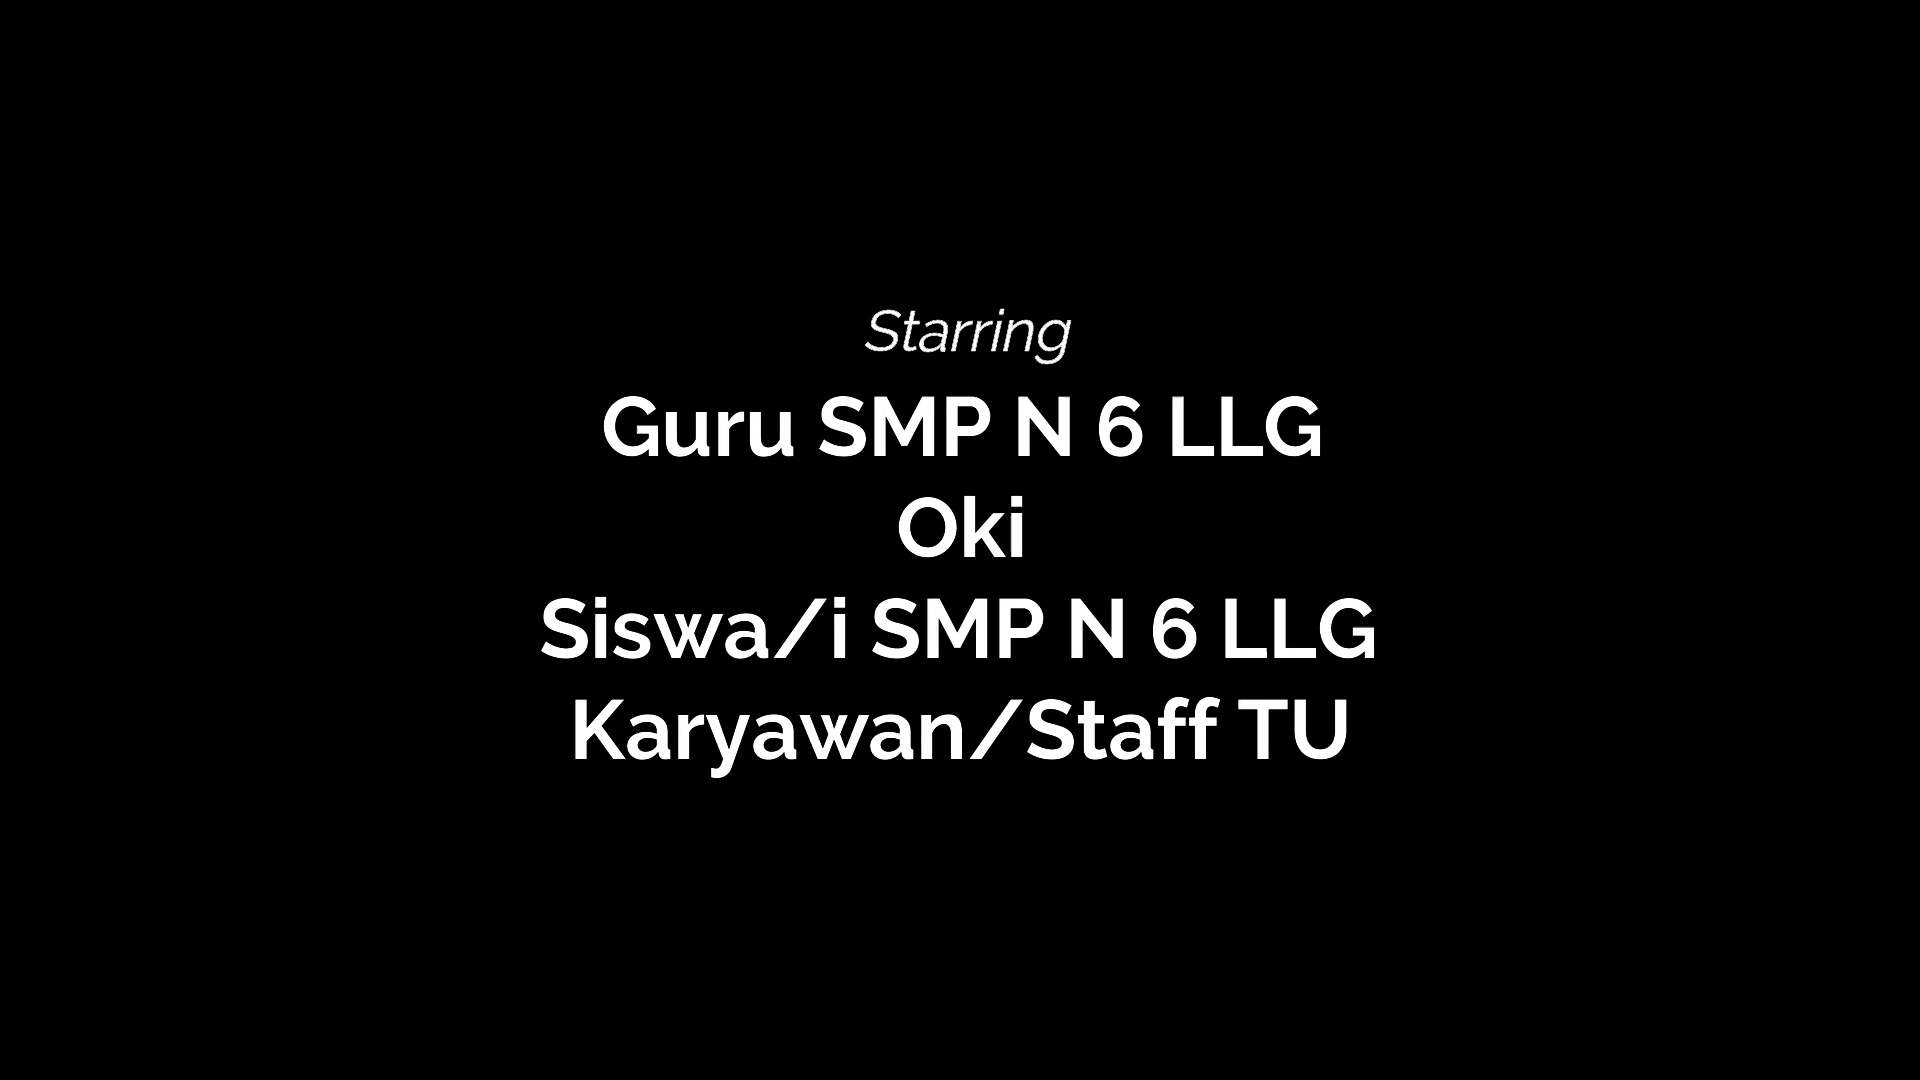 Starring
Guru SMP N 6 LLG
Oki
Siswa/i SMP N 6 LLG
Karyawan/Staff TU